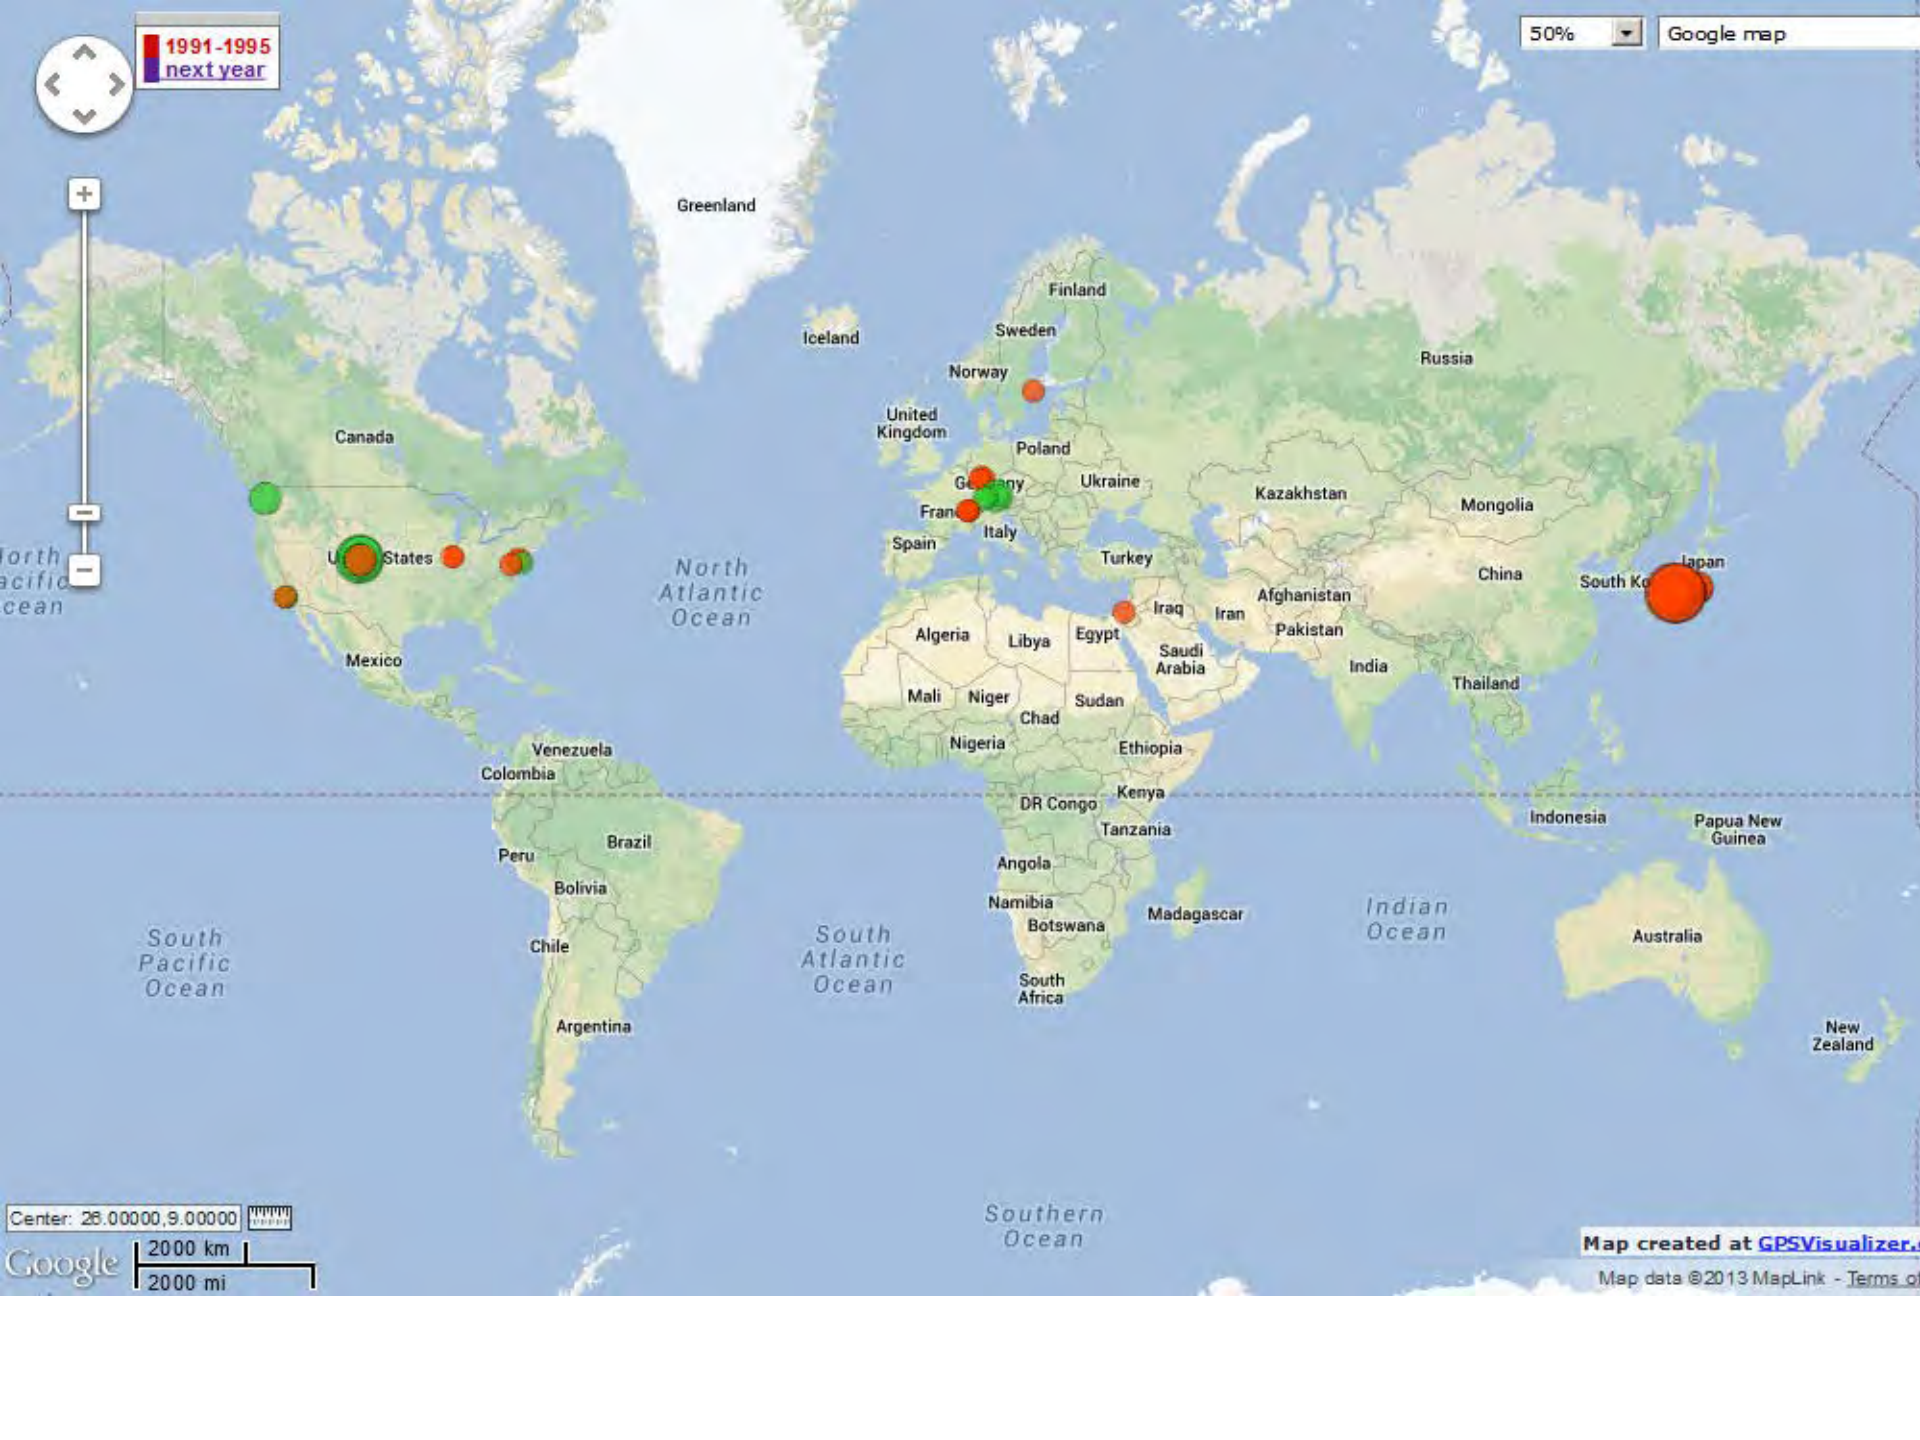 1991-1995
next year
50%
Google map
Greenland
Finland
Iceland
Sweden
Russia
Norway
United
Kingdom
Canada
Poland
Ukraine
Kazakhstan
Mongolia
Italy
Spain
States
Turkey
Japan
China
South Ko
North
Atlantic
Ocean
Afghanistan
Iraq
Iran
Pakistan
Algeria
Libya
Egypt
Saudi
Arabia
India
Mexico
Thailand
Mali
Niger
Sudan
Chad
Nigeria
Ethiopia
Venezuela
Colombia
Kenya
DR Congo
Indonesia
Tanzania
Papua New
Guinea
Brazil
Peru
Angola
Bolivia
Namibia
Botswana
Madagascar
Indian
Ocean
Australia
South
Pacific
Ocean
Chile
South
Atlantic
Ocean
South
Africa
Argentina
New
Zealand
Southern
Ocean
Center: 26.00000,9.00000
Google
2000 km
2000 mi
Map created at GPSVisualizer.
Map data ©2013 MapLink - Terms of